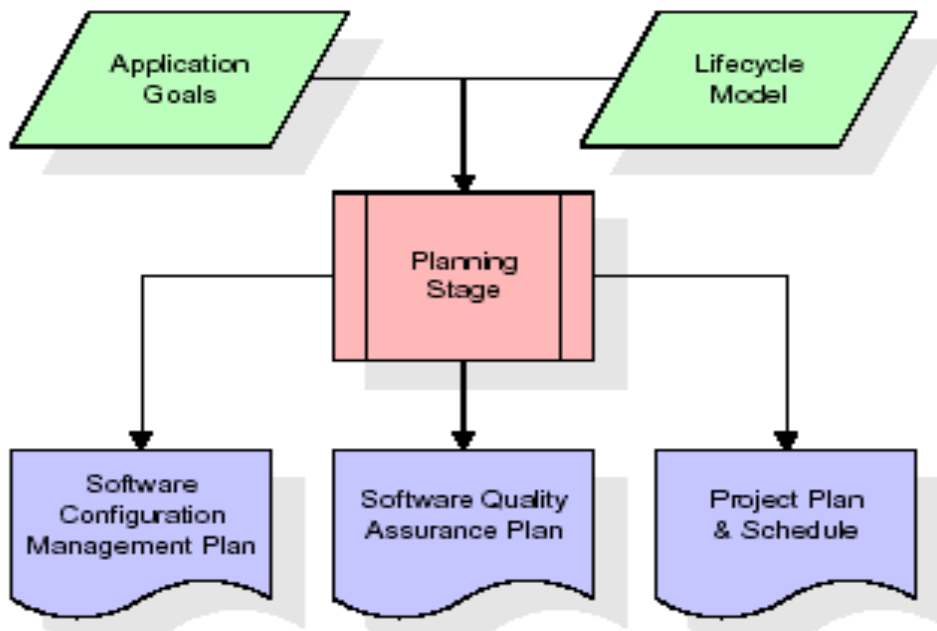 Application
Goals
Lifecycle
Model
Planning
Stage
Software
Configuration
Management Plan
Software Quality
Assurance Plan
Project Plan
& Schedule